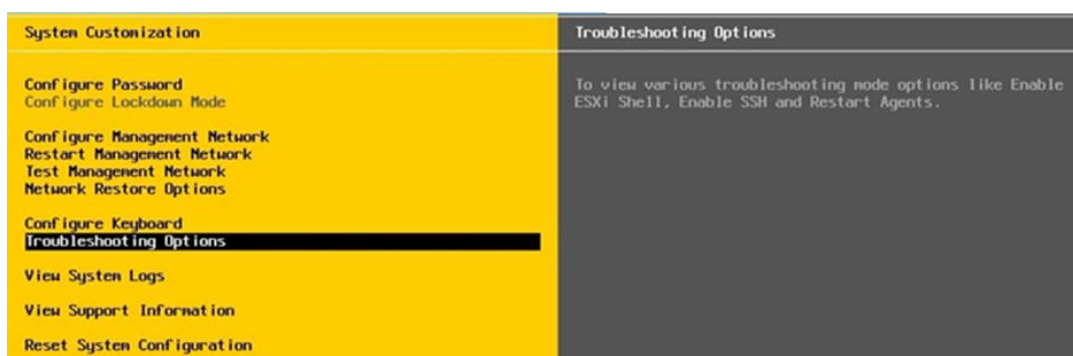 System Customization
Configure Password
Configure Lockdown Mode
Configure Management Network
Restart Management Network
Test Management Network
Network Restore Options
Configure Keyboard
Troubleshooting Options
View System Logs
View Support Information
Reset System Configuration
Troubleshooting Options
To view various troubleshooting mode options like Enable
ESXi Shell, Enable SSH and Restart Agents.